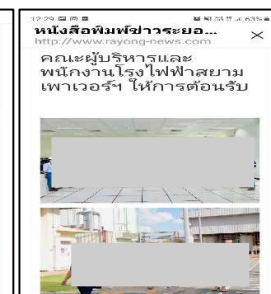 12:29
63%
หนังสือพิมพ์ข่าวระยอ...
http://www.rayong-news.com
คณะผู้บริหารและ
พนักงานโรงไฟฟ้าสยาม
เพาเวอร์ฯ ให้การต้อนรับ